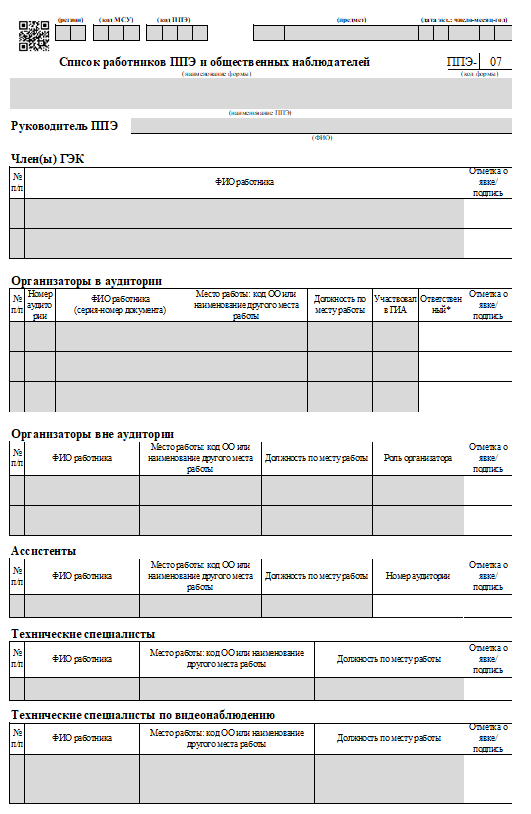 (регион) (код МСУ) (код ППЭ) (предмет) (дата экз.: число-месяц-год)
Список работников ППЭ и общественных наблюдателей ППЭ- 07
(наименование формы) (код формы)
(наименование ППЭ)
Руководитель ППЭ
(ФИО)
Член(ы) ГЭК
№ п/п ФИО работника Отметка о явке/ подпись
Организаторы в аудитории
№ п/п Номер аудито рии ФИО работника (серия-номер документа) Место работы: код ОО или наименование другого места работы Должность по месту работы Участвовал в ГИА Ответствен ный* Отметка о явке/ подпись
Организаторы вне аудитории
№ п/п ФИО работника Место работы: код ОО или наименование другого места работы Должность по месту работы Роль организатора Отметка о явке/ подпись
Ассистенты
№ п/п ФИО работника Место работы: код ОО или наименование другого места работы Должность по месту работы Номер аудитории Отметка о явке/ подпись
Технические специалисты
№ п/п ФИО работника Место работы: код ОО или наименование другого места работы Должность по месту работы Отметка о явке/ подпись
Технические специалисты по видеонаблюдению
№ п/п ФИО работника Место работы: код ОО или наименование другого места работы Должность по месту работы Отметка о явке/ подпись